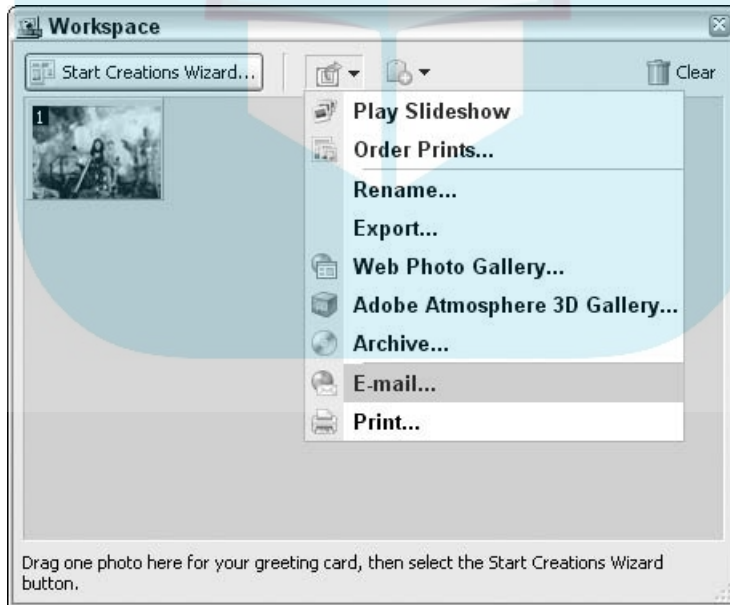 Workspace
Start Creations Wizard...
Clear
1
Play Slideshow
Order Prints...
Rename...
Export...
Web Photo Gallery...
Adobe Atmosphere 3D Gallery...
Archive...
E-mail...
Print...
Drag one photo here for your greeting card, then select the Start Creations Wizard
button.